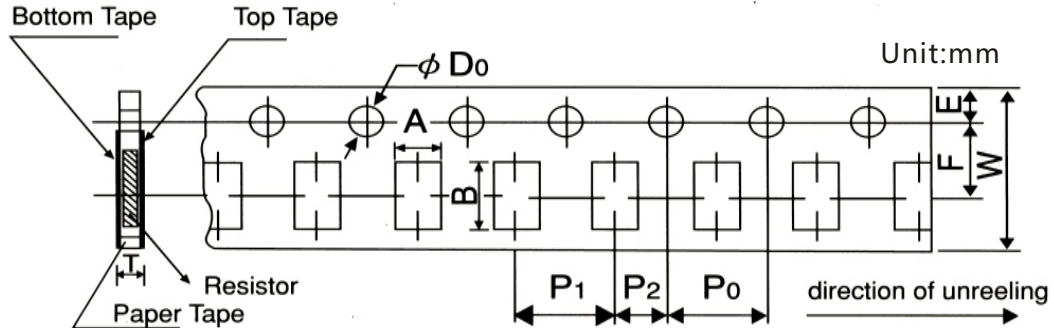 Bottom Tape
Top Tape
Unit:mm
ϕ D0
A
E
B
F
W
T
Resistor
Paper Tape
P1
P2
P0
direction of unreeling